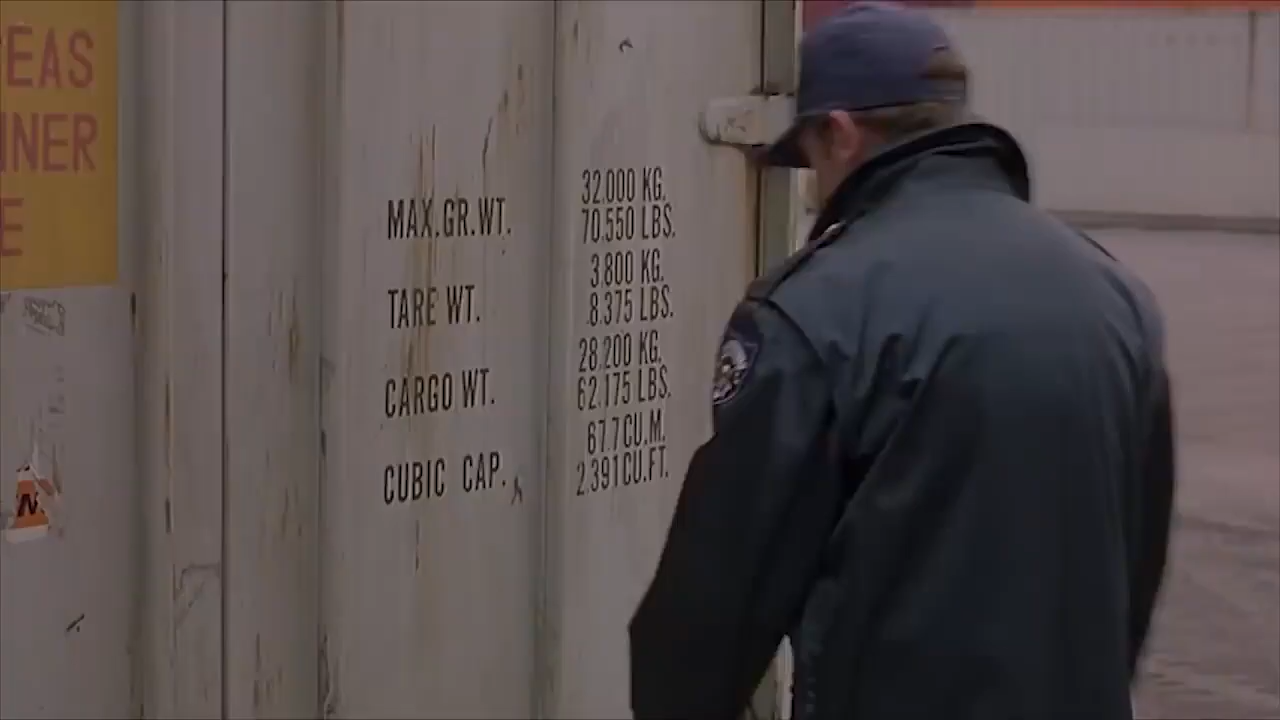 EAS
NNER
E
N
MAX.GR.WT.
32.000 KG.
70.550 LBS.
TARE WT.
3.800 KG.
8.375 LBS.
CARGO WT.
28.200 KG.
62.175 LBS.
CUBIC CAP.
67.7 CU.M.
2.391 CU.FT.